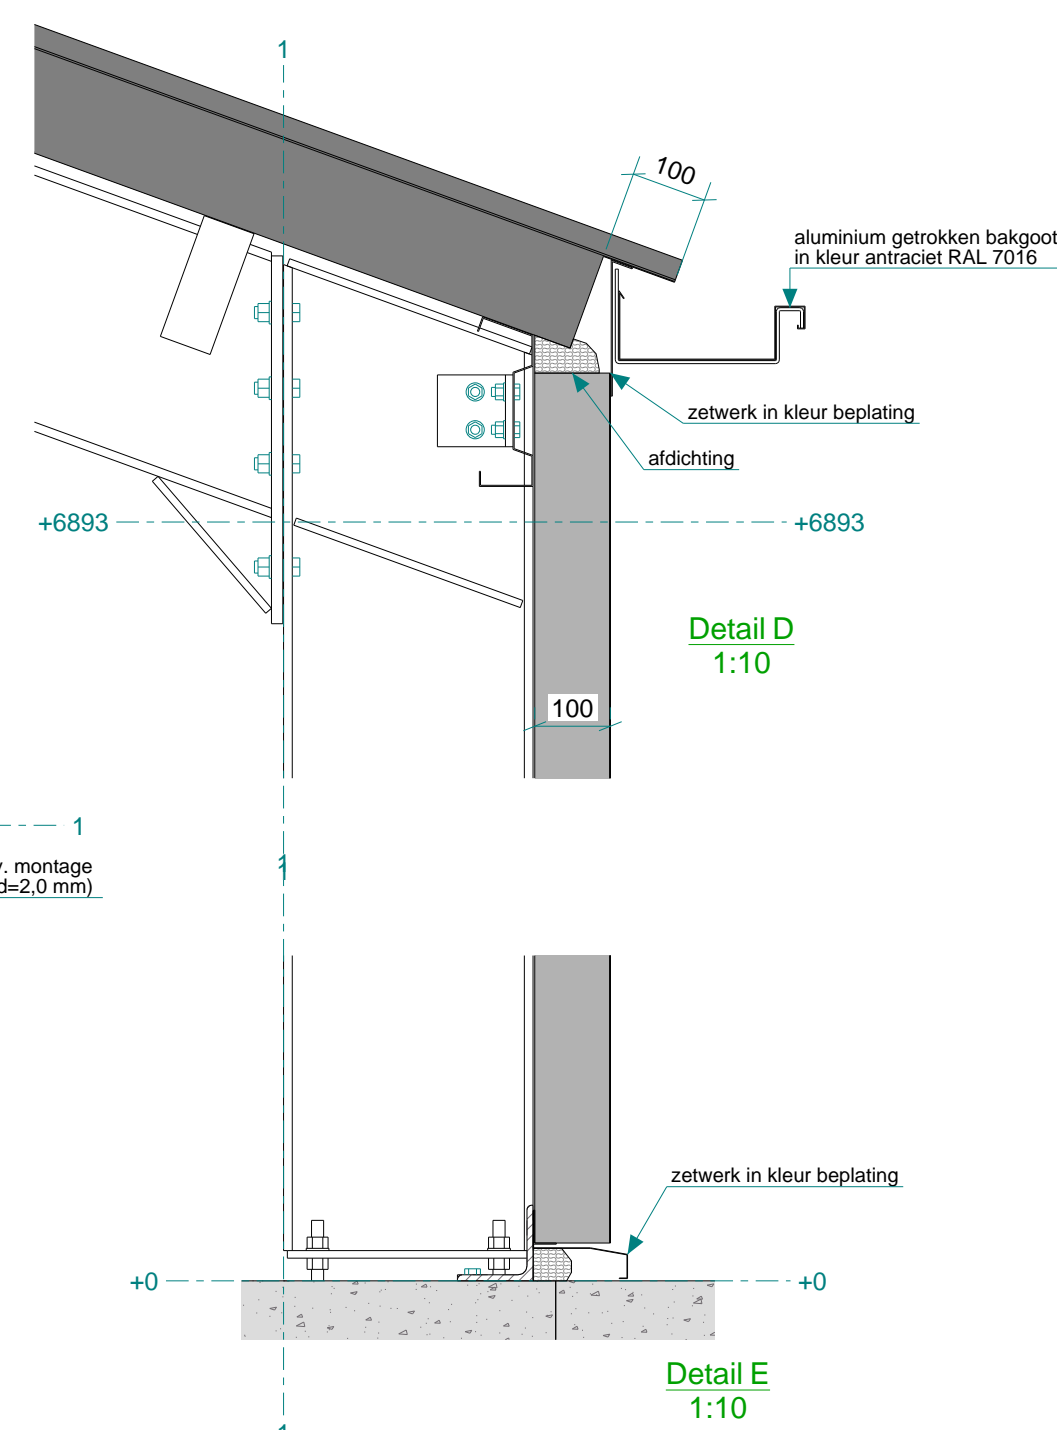 1
100
aluminium getrokken bakgoot
in kleur antraciet RAL 7016
zetwerk in kleur beplating
afdichting
+6893
+6893
Detail D
1:10
100
1
montage
d=2,0 mm)
1
zetwerk in kleur beplating
+0
+0
Detail E
1:10
1